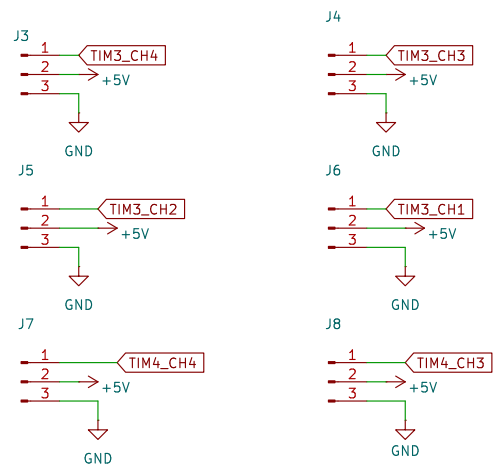 J3
1 TIM3_CH4
2 +5V
3
GND
J4
1 TIM3_CH3
2 +5V
3
GND
J5
1 TIM3_CH2
2 +5V
3
GND
J6
1 TIM3_CH1
2 +5V
3
GND
J7
1 TIM4_CH4
2 +5V
3
GND
J8
1 TIM4_CH3
2 +5V
3
GND